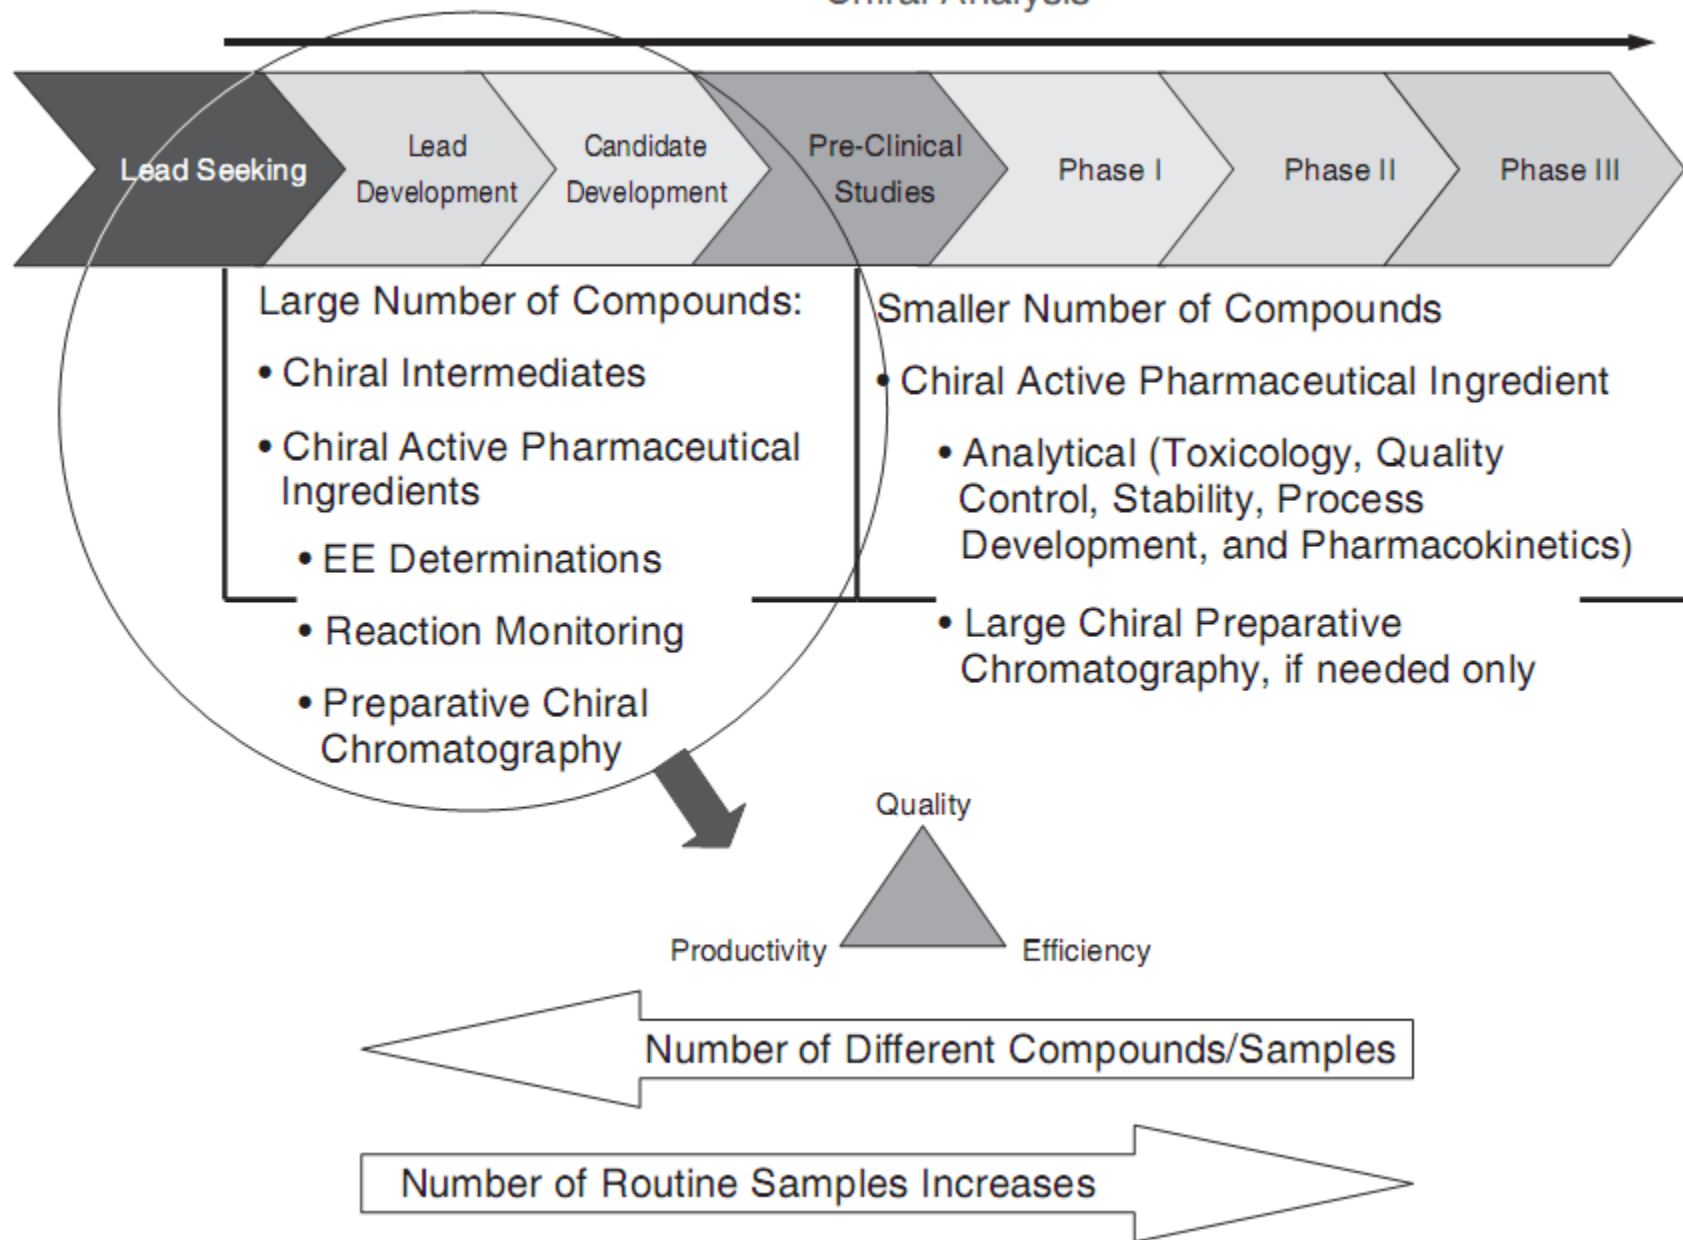 Chiral Analysis
Lead Seeking
Lead
Development
Candidate
Development
Pre-Clinical
Studies
Phase I
Phase II
Phase III
Large Number of Compounds:
• Chiral Intermediates
• Chiral Active Pharmaceutical
Ingredients
• EE Determinations
• Reaction Monitoring
• Preparative Chiral
Chromatography
Smaller Number of Compounds
• Chiral Active Pharmaceutical Ingredient
• Analytical (Toxicology, Quality
Control, Stability, Process
Development, and Pharmacokinetics)
• Large Chiral Preparative
Chromatography, if needed only
Quality
Productivity
Efficiency
Number of Different Compounds/Samples
Number of Routine Samples Increases